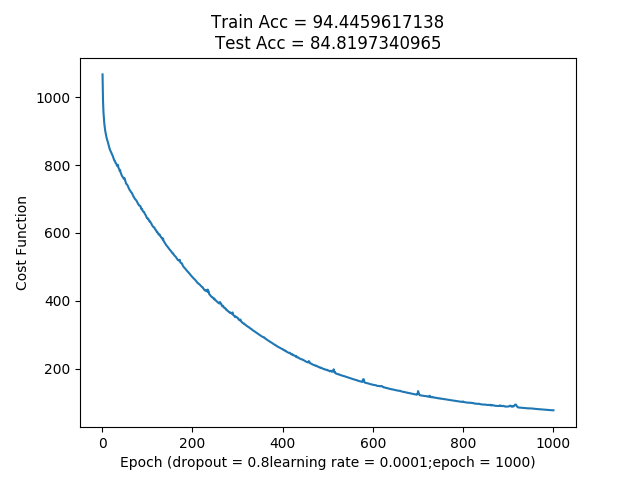 Train Acc = 94.4459617138
Test Acc = 84.8197340965
1000
800
600
400
200
Cost Function
0 200 400 600 800 1000
Epoch (dropout = 0.8learning rate = 0.0001;epoch = 1000)